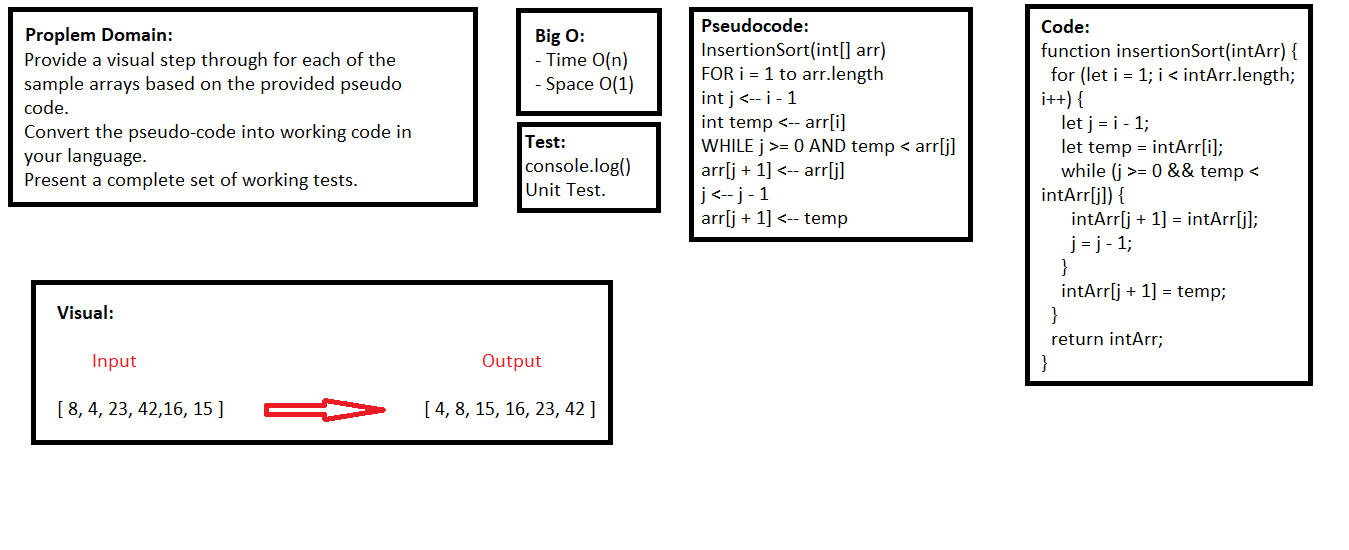 Proplem Domain:
Provide a visual step through for each of the
sample arrays based on the provided pseudo
code.
Convert the pseudo-code into working code in
your language.
Present a complete set of working tests.
Big O:
- Time O(n)
- Space O(1)
Test:
console.log()
Unit Test.
Pseudocode:
InsertionSort(int[] arr)
FOR i = 1 to arr.length
int j <-- i - 1
int temp <-- arr[i]
WHILE j >= 0 AND temp < arr[j]
arr[j + 1] <-- arr[j]
j <-- j - 1
arr[j + 1] <-- temp
Code:
function insertionSort(intArr) {
for (let i = 1; i < intArr.length;
i++) {
let j = i - 1;
let temp = intArr[i];
while (j >= 0 && temp <
intArr[j]) {
intArr[j + 1] = intArr[j];
j = j - 1;
}
intArr[j + 1] = temp;
}
return intArr;
}
Visual:
Input Output
[ 8, 4, 23, 42,16, 15 ] [ 4, 8, 15, 16, 23, 42 ]